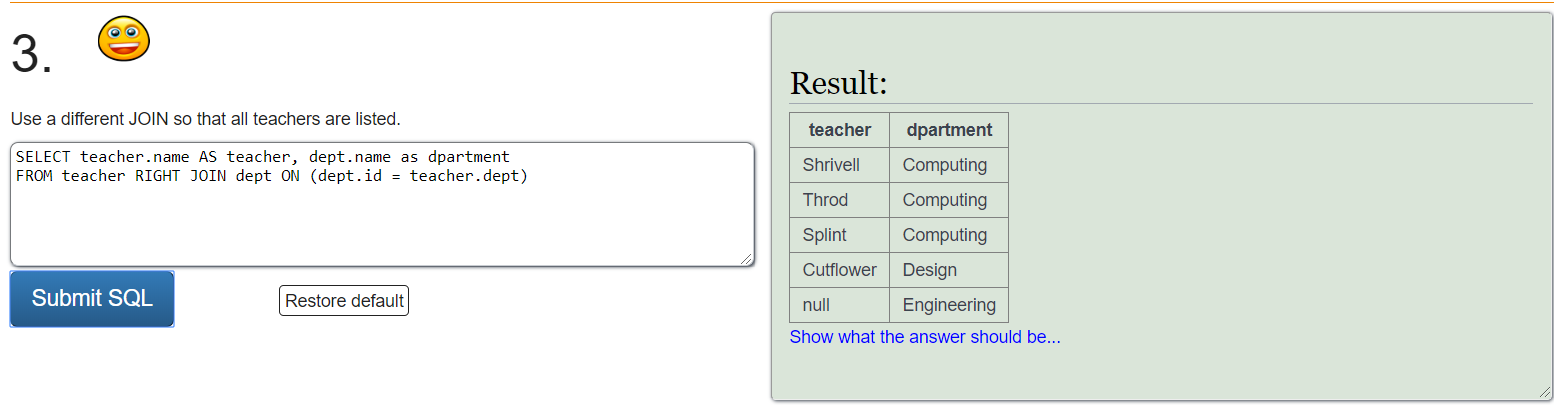 3.
Use a different JOIN so that all teachers are listed.
SELECT teacher.name AS teacher, dept.name as dpartment
FROM teacher RIGHT JOIN dept ON (dept.id = teacher.dept)
Submit SQL
Restore default
Result:
teacher dpartment
Shrivell Computing
Throd Computing
Splint Computing
Cutflower Design
null Engineering
Show what the answer should be...